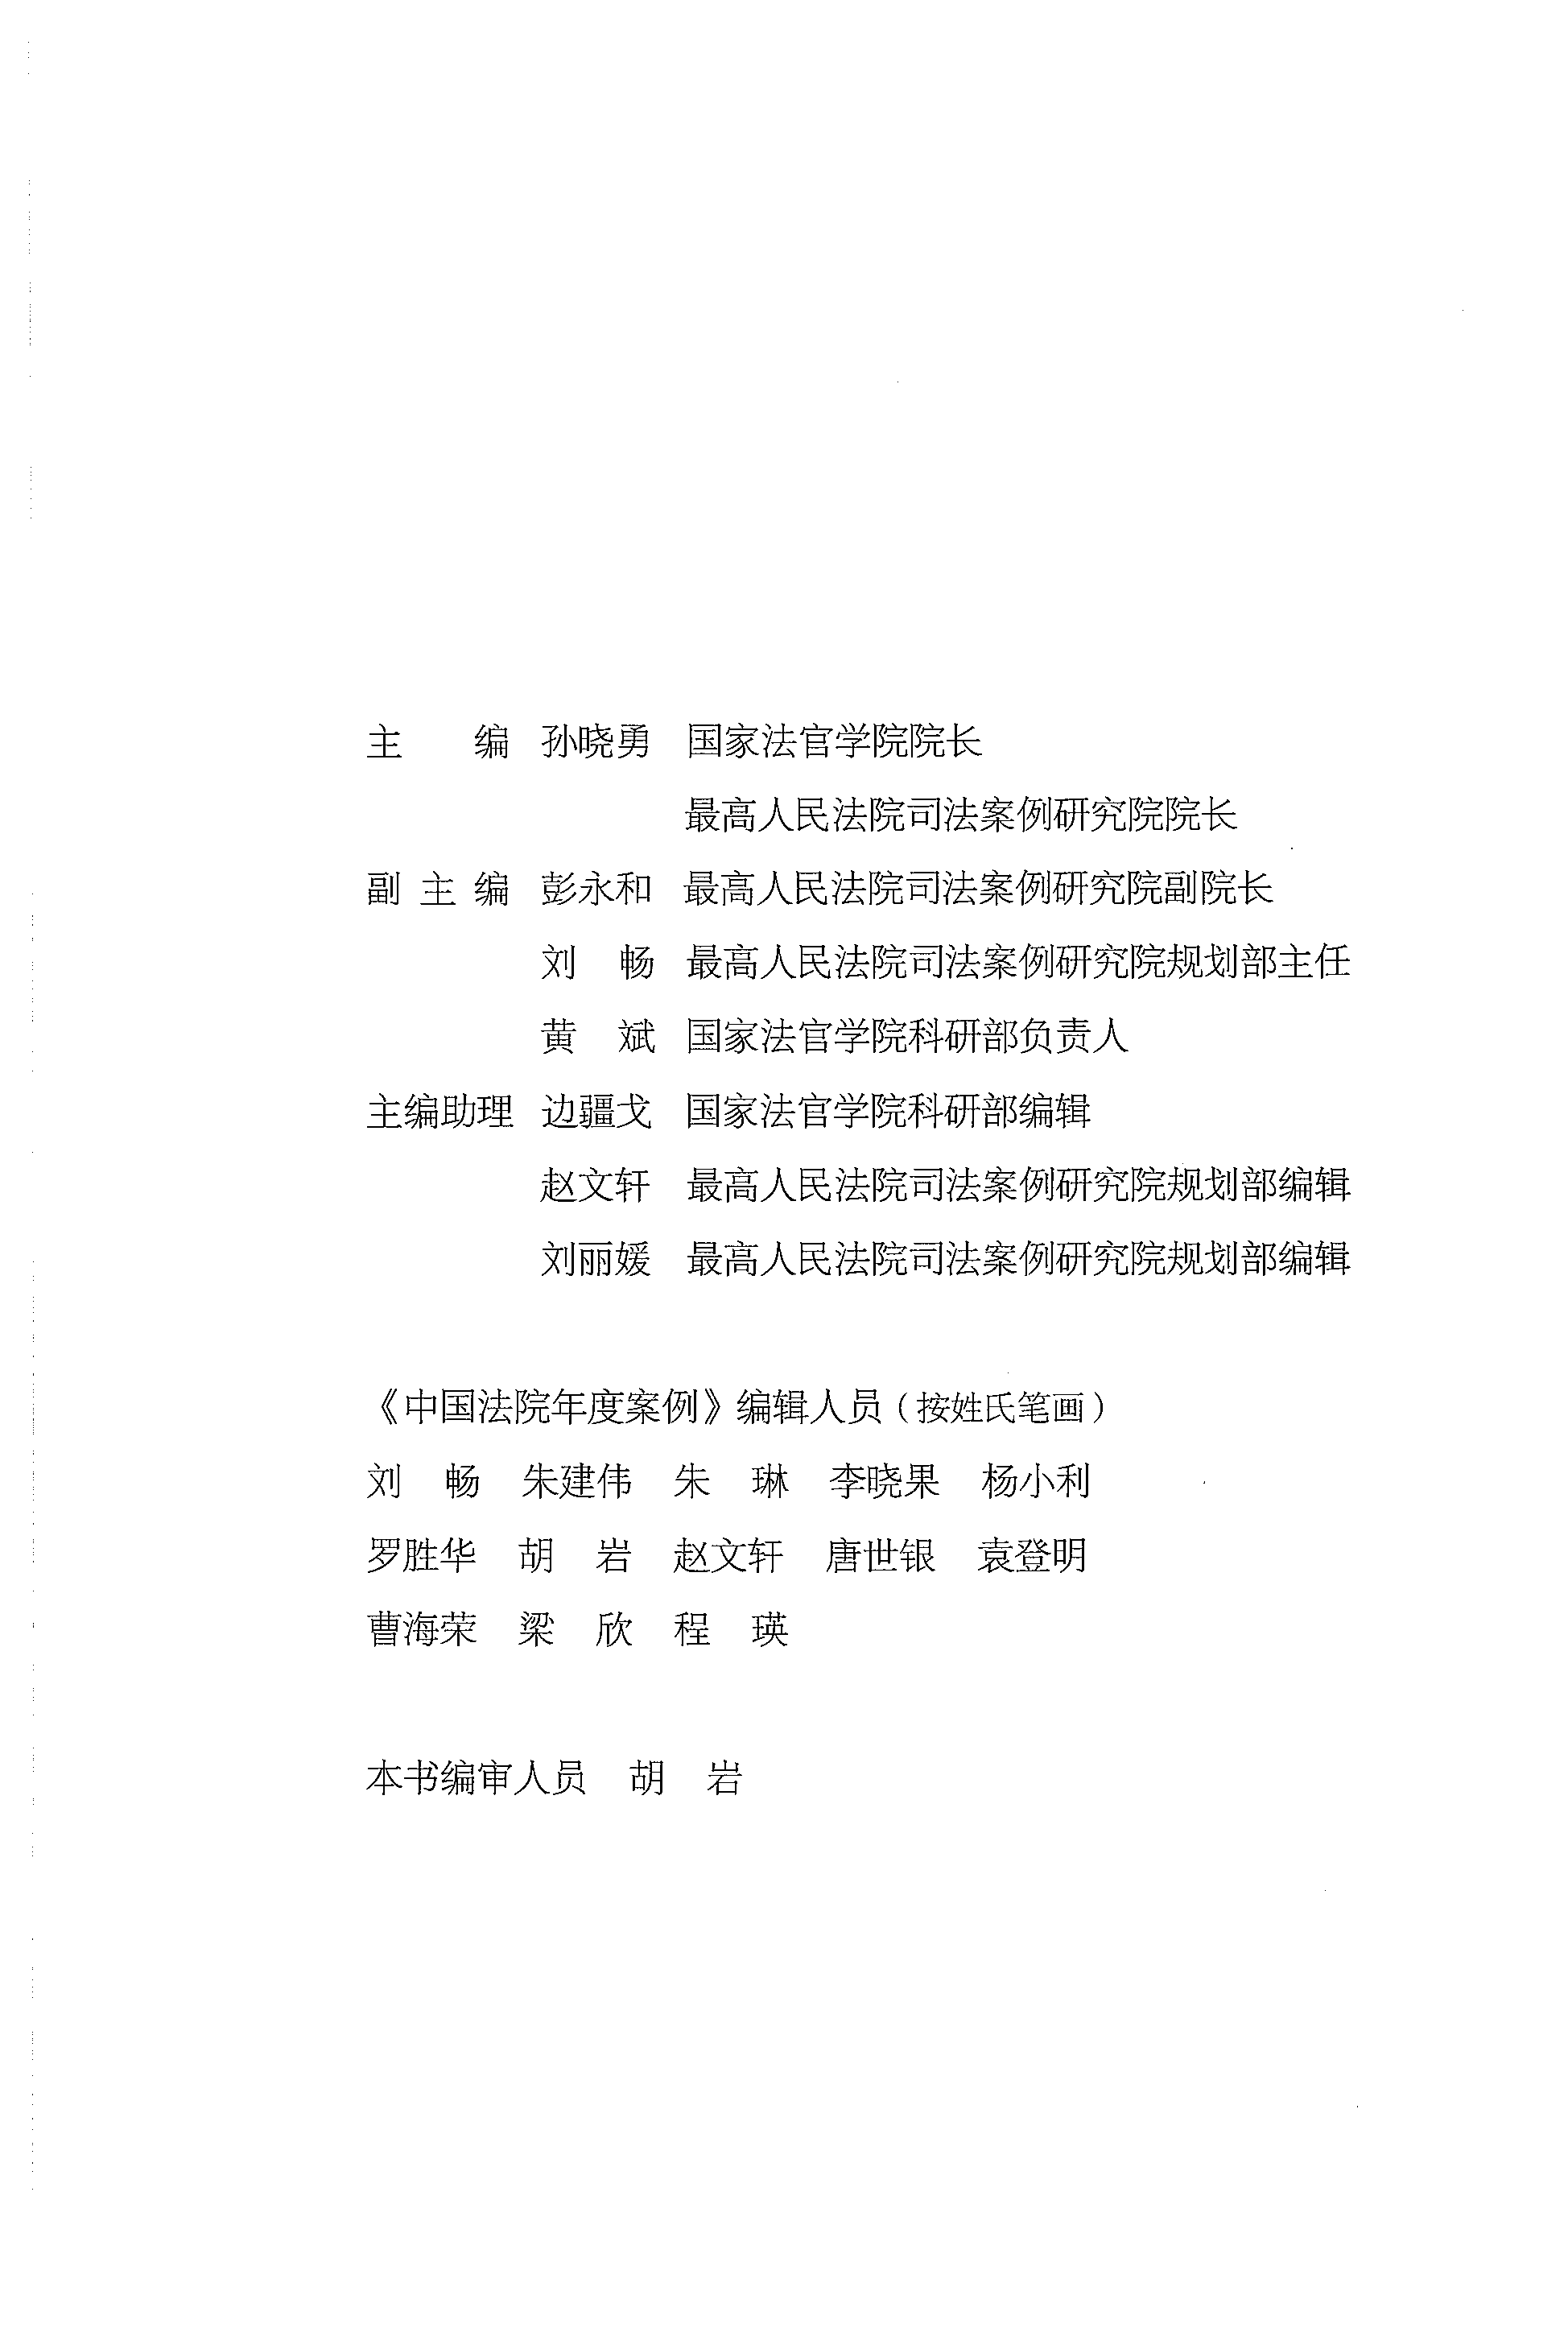 主　　编　孙晓勇　国家法官学院院长
最高人民法院司法案例研究院院长
副 主 编　彭永和　最高人民法院司法案例研究院副院长
刘　畅　最高人民法院司法案例研究院规划部主任
黄　斌　国家法官学院科研部负责人
主编助理　边疆戈　国家法官学院科研部编辑
赵文轩　最高人民法院司法案例研究院规划部编辑
刘丽媛　最高人民法院司法案例研究院规划部编辑
《中国法院年度案例》编辑人员（按姓氏笔画）
刘　畅　朱建伟　朱　琳　李晓果　杨小利
罗胜华　胡　岩　赵文轩　唐世银　袁登明
曹海荣　梁　欣　程　瑛
本书编审人员　胡　岩